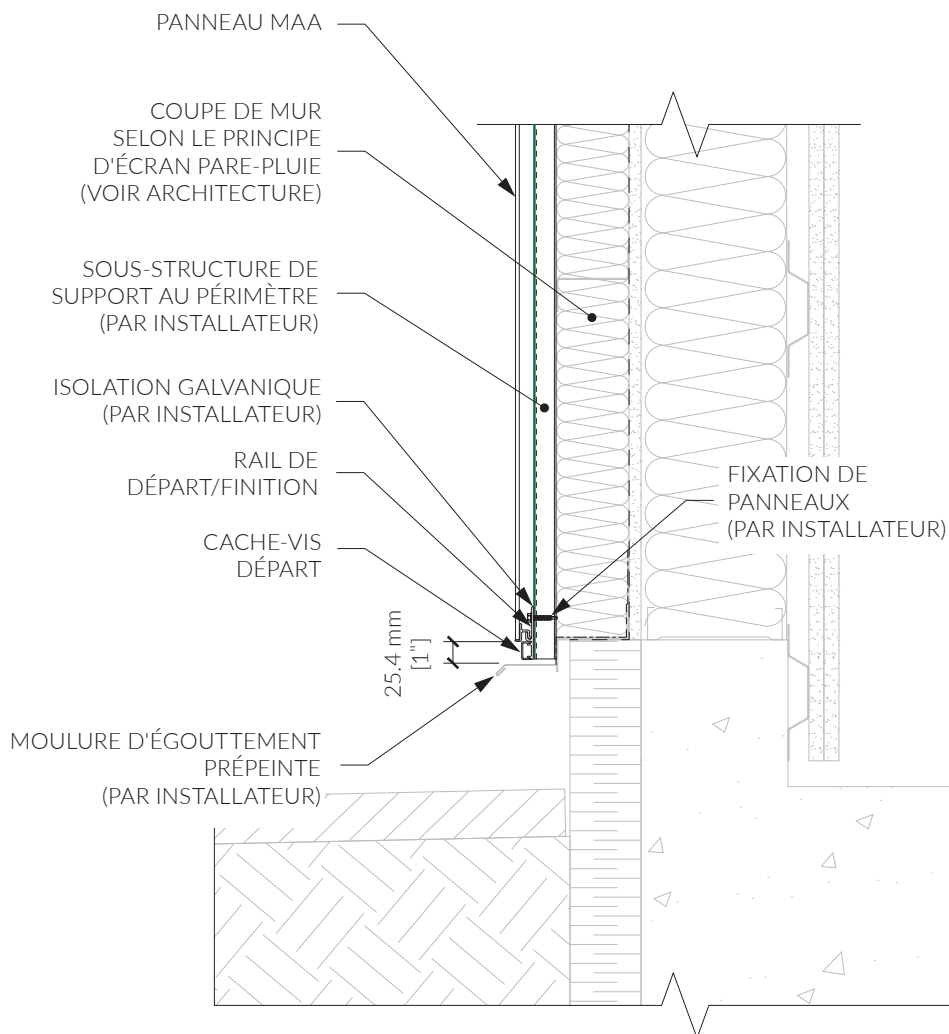 PANNEAU MAA
COUPE DE MUR
SELON LE PRINCIPE
D'ÉCRAN PARE-PLUIE
(VOIR ARCHITECTURE)
SOUS-STRUCTURE DE
SUPPORT AU PÉRIMÈTRE
(PAR INSTALLATEUR)
ISOLATION GALVANIQUE
(PAR INSTALLATEUR)
RAIL DE
DÉPART/FINITION
CACHE-VIS
DÉPART
FIXATION DE
PANNEAUX
(PAR INSTALLATEUR)
25.4 mm
[1"]
MOULURE D'ÉGOUTTEMENT
PRÉPEINTE
(PAR INSTALLATEUR)